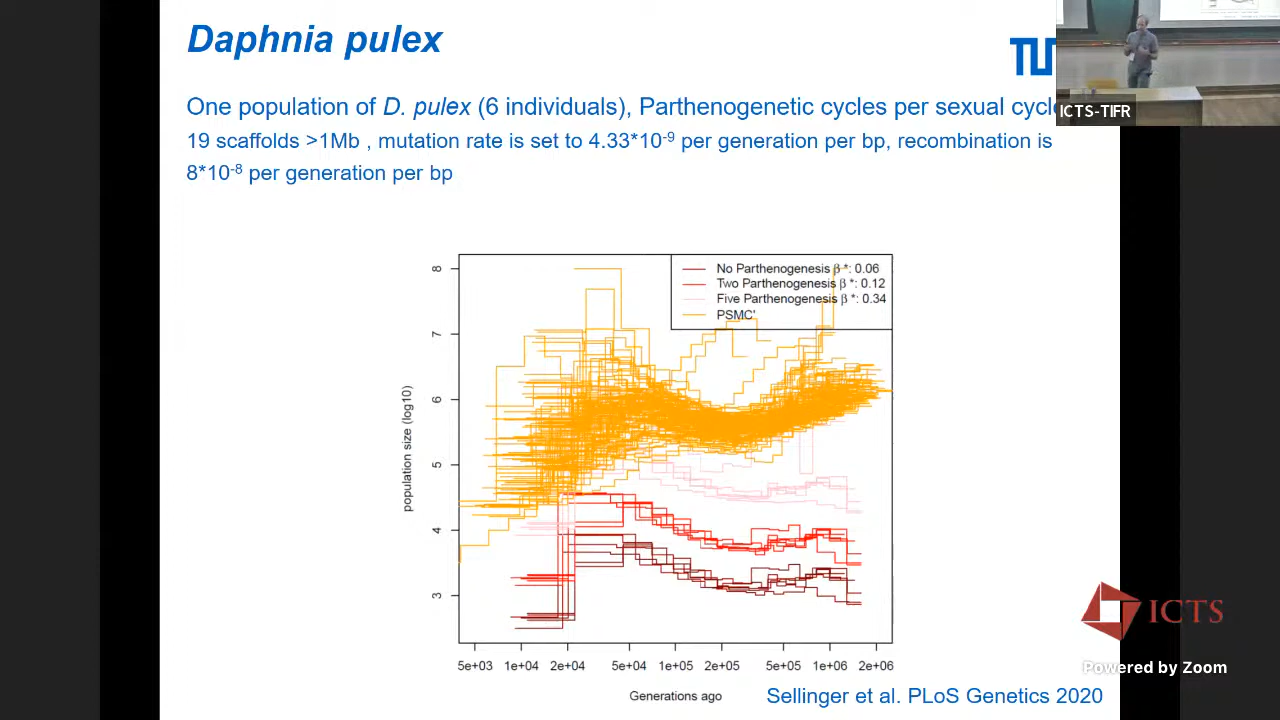 Daphnia pulex
TU
ICTS-TIFR
One population of D. pulex (6 individuals), Parthenogenetic cycles per sexual cycle
19 scaffolds >1Mb , mutation rate is set to 4.33*10-9 per generation per bp, recombination is
8*10-8 per generation per bp
No Parthenogenesis β *: 0.06
Two Parthenogenesis β *: 0.12
Five Parthenogenesis β *: 0.34
PSMC'
population size (log10)
8
7
6
5
4
3
5e+03 1e+04 2e+04 5e+04 1e+05 2e+05 5e+05 1e+06 2e+06
Generations ago
Sellinger et al. PLoS Genetics 2020
ICTS
Powered by Zoom